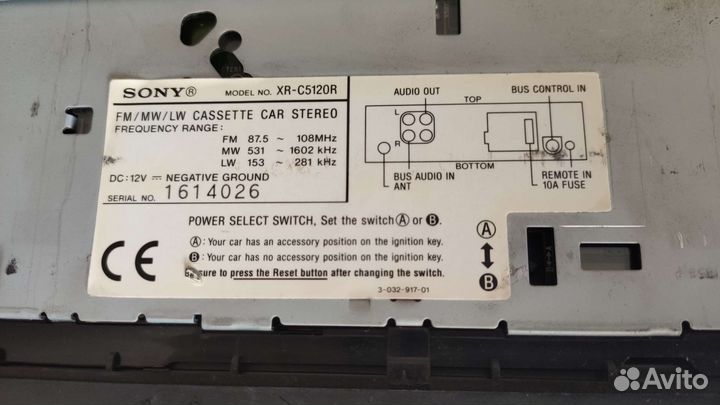 SONY® MODEL NO. XR-C5120R
FM/MW/LW CASSETTE CAR STEREO
FREQUENCY RANGE:
FM 87.5 ~ 108MHz
MW 531 ~ 1602 kHz
LW 153 ~ 281 kHz
DC:12V NEGATIVE GROUND
SERIAL NO. 1614026
AUDIO OUT
BUS CONTROL IN
TOP
L
R
BOTTOM
BUS AUDIO IN
ANT
REMOTE IN
10A FUSE
POWER SELECT SWITCH, Set the switch Ⓐ or Ⓑ.
Ⓐ: Your car has an accessory position on the ignition key.
Ⓑ: Your car has no accessory position on the ignition key.
Be sure to press the Reset button after changing the switch.
CE
3-032-917-01
Ⓐ
Ⓑ
Avito